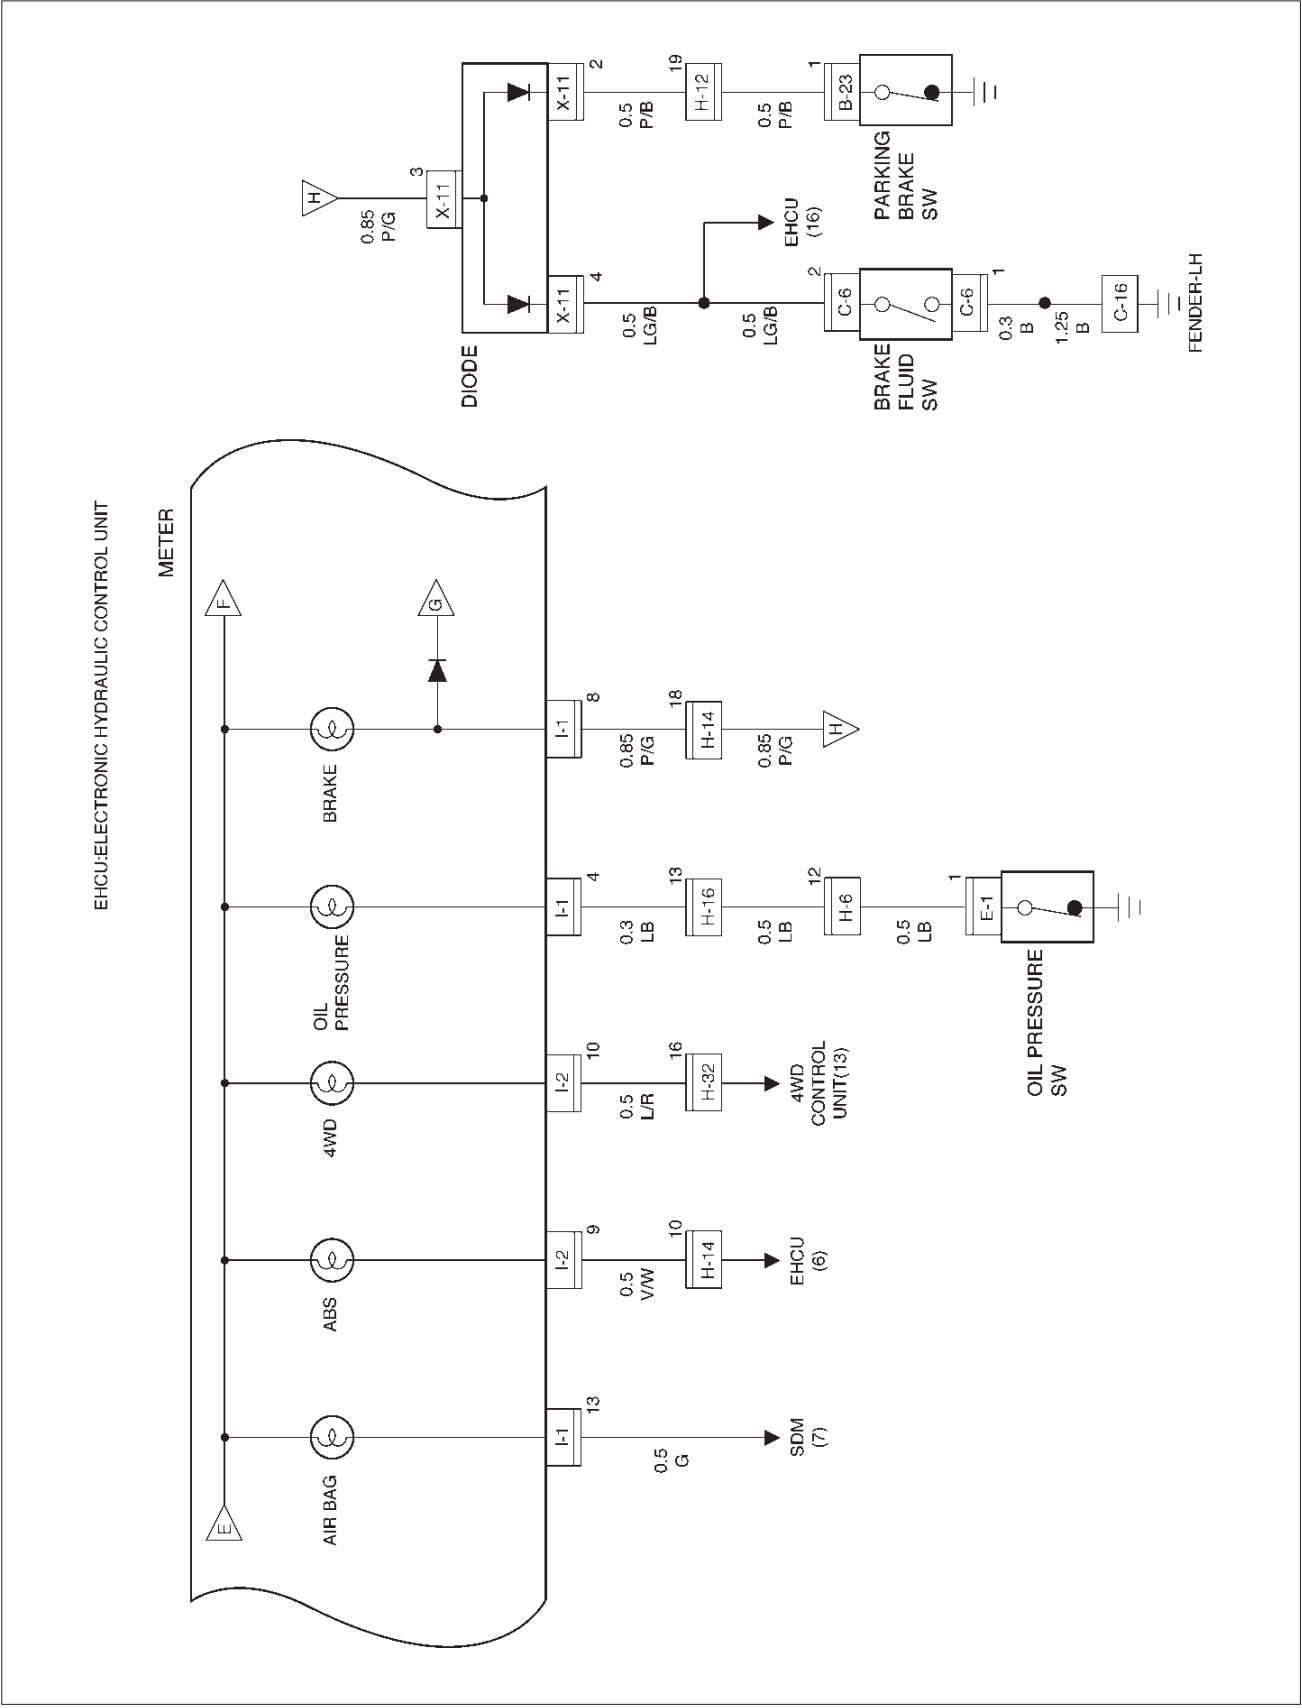 EHCU:ELECTRONIC HYDRAULIC CONTROL UNIT
METER
E
F
AIR BAG
ABS
4WD
OIL
PRESSURE
BRAKE
G
I-1
13
I-2
9
I-2
10
I-1
4
I-1
8
0.5
G
0.5
V/W
0.5
L/R
0.3
LB
0.85
P/G
H-14
10
H-32
16
H-16
13
H-14
18
SDM
(7)
EHCU
(6)
4WD
CONTROL
UNIT(13)
0.5
LB
0.85
P/G
H-6
12
H
0.5
LB
E-1
1
OIL PRESSURE
SW
H
0.85
P/G
X-11
3
DIODE
X-11
4
X-11
2
0.5
LG/B
0.5
P/B
H-12
19
0.5
LG/B
EHCU
(16)
0.5
P/B
C-6
2
B-23
1
BRAKE
FLUID
SW
PARKING
BRAKE
SW
C-6
1
0.3
B
1.25
B
C-16
FENDER-LH